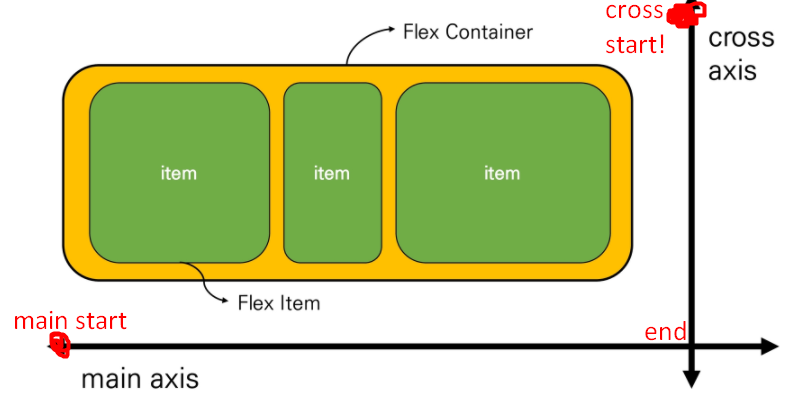 cross
start!
Flex Container
cross
axis
item
item
item
Flex Item
main start
end
main axis